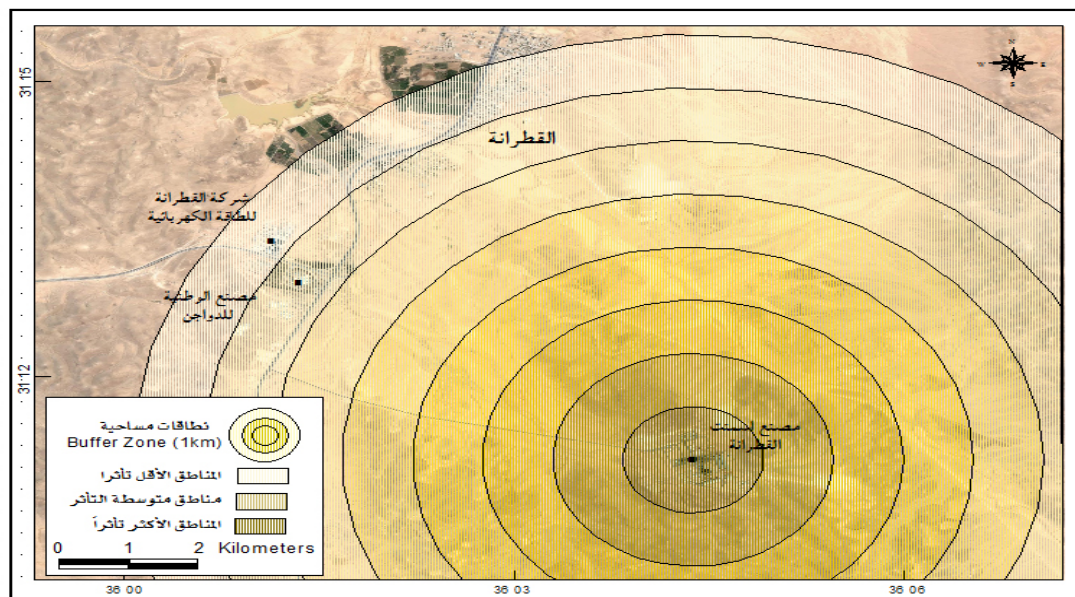 31 15
31 12
N
W
E
S
القطرانة
شركة القطرانة
للطاقة الكهربائية
مصنع الوطنية
للدواجن
مصنع اسمنت
القطرانة
نطاقات مساحية
Buffer Zone (1km)
المناطق الأقل تأثرا
مناطق متوسطة التأثر
المناطق الأكثر تأثراً
0 1 2 Kilometers
36 00
36 03
36 06